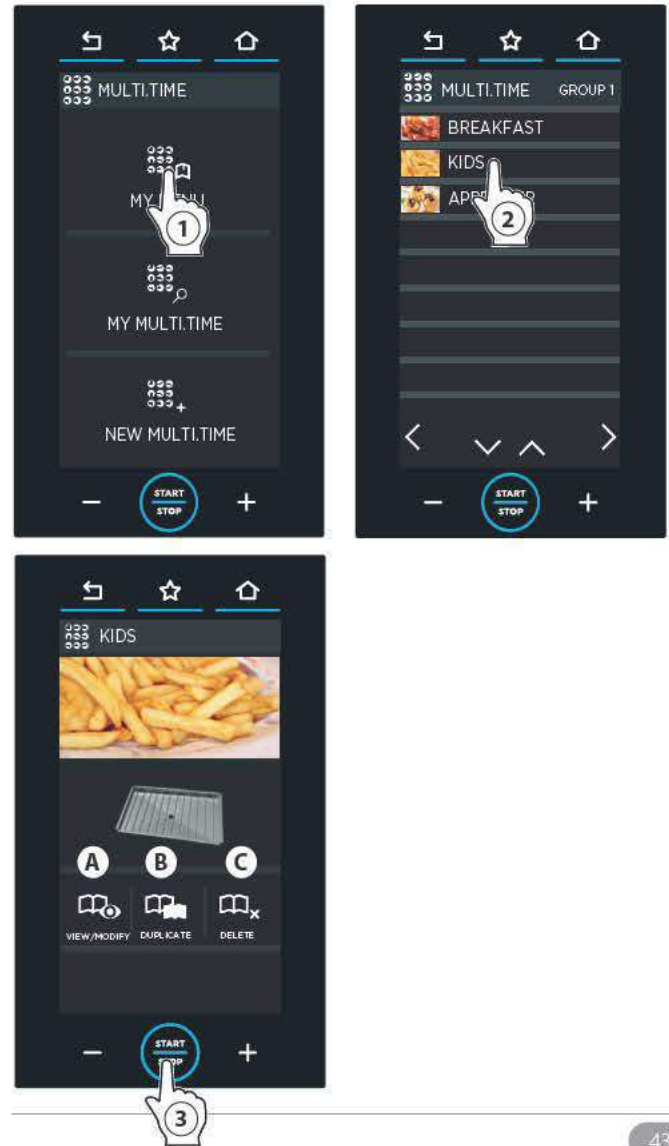 MULTI.TIME
MY MENU
1
MY MULTI.TIME
NEW MULTI.TIME
START
STOP
MULTI.TIME GROUP 1
BREAKFAST
KIDS
2
START
STOP
KIDS
A B C
VIEW/MODIFY DUPLICATE DELETE
START
3